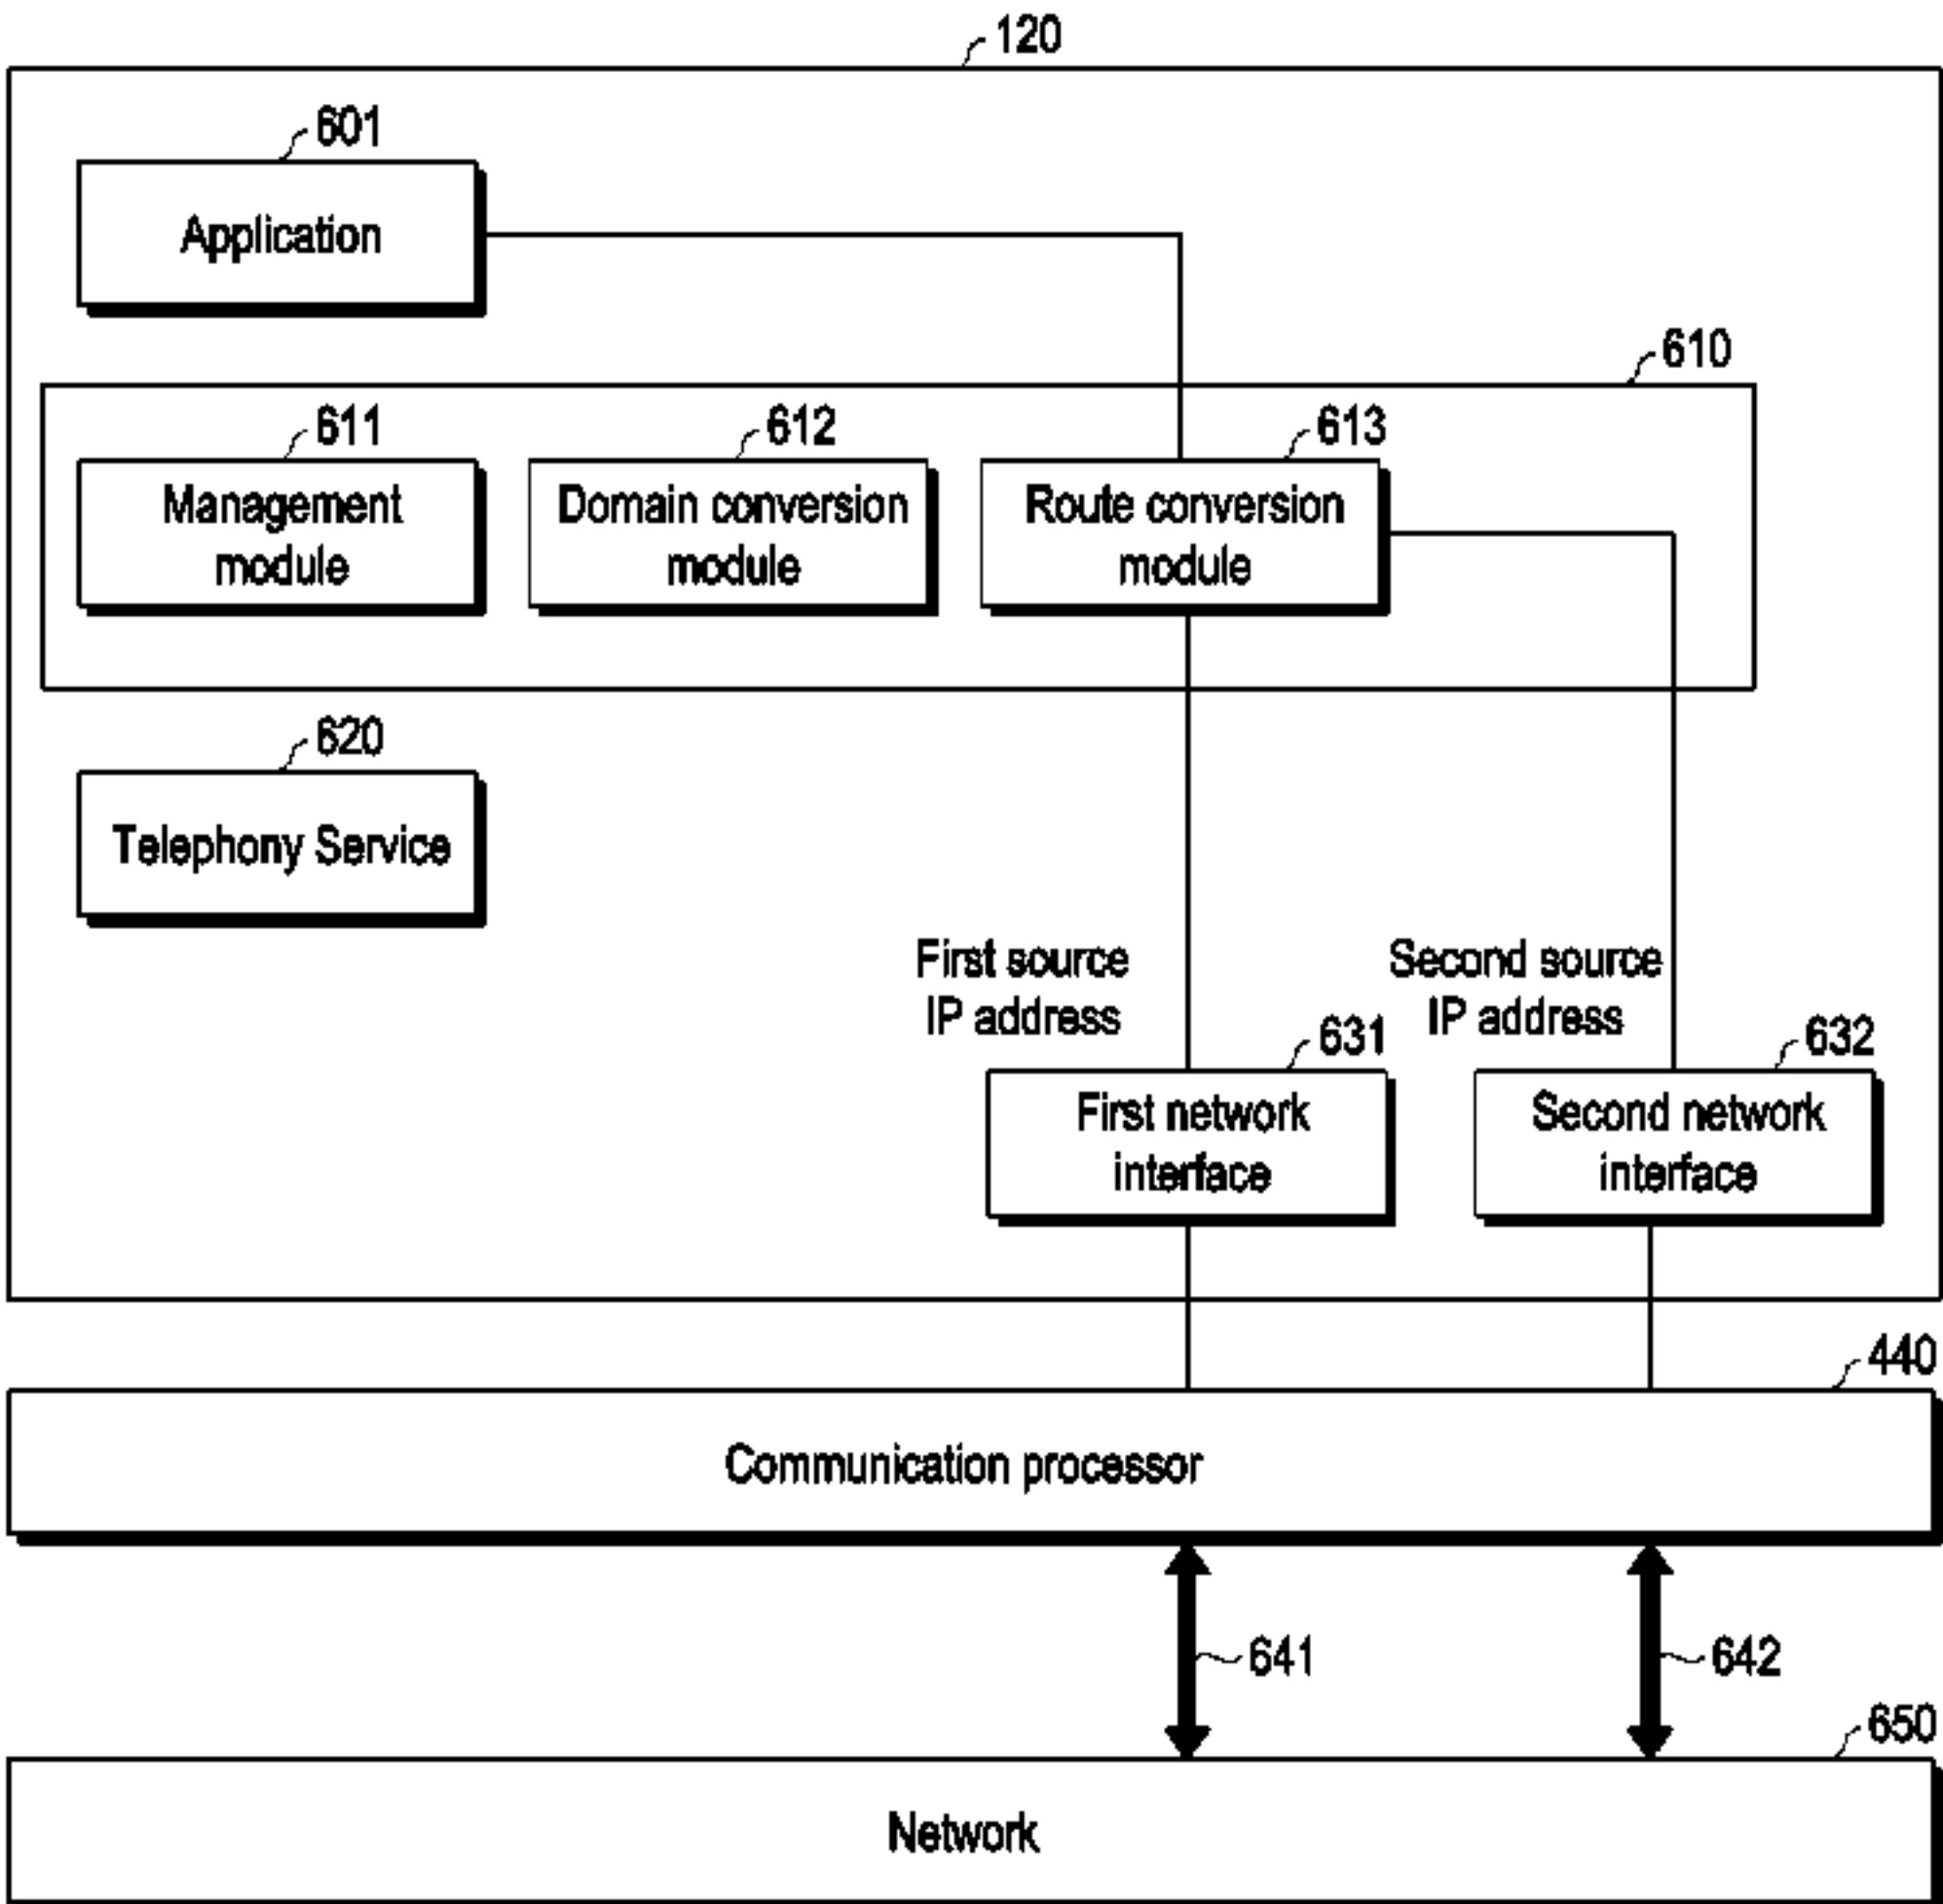 120
601
Application
610
611
612
613
Management
module
Domain conversion
module
Route conversion
module
620
Telephony Service
First source
IP address
Second source
IP address
631
632
First network
interface
Second network
interface
440
Communication processor
641
642
650
Network